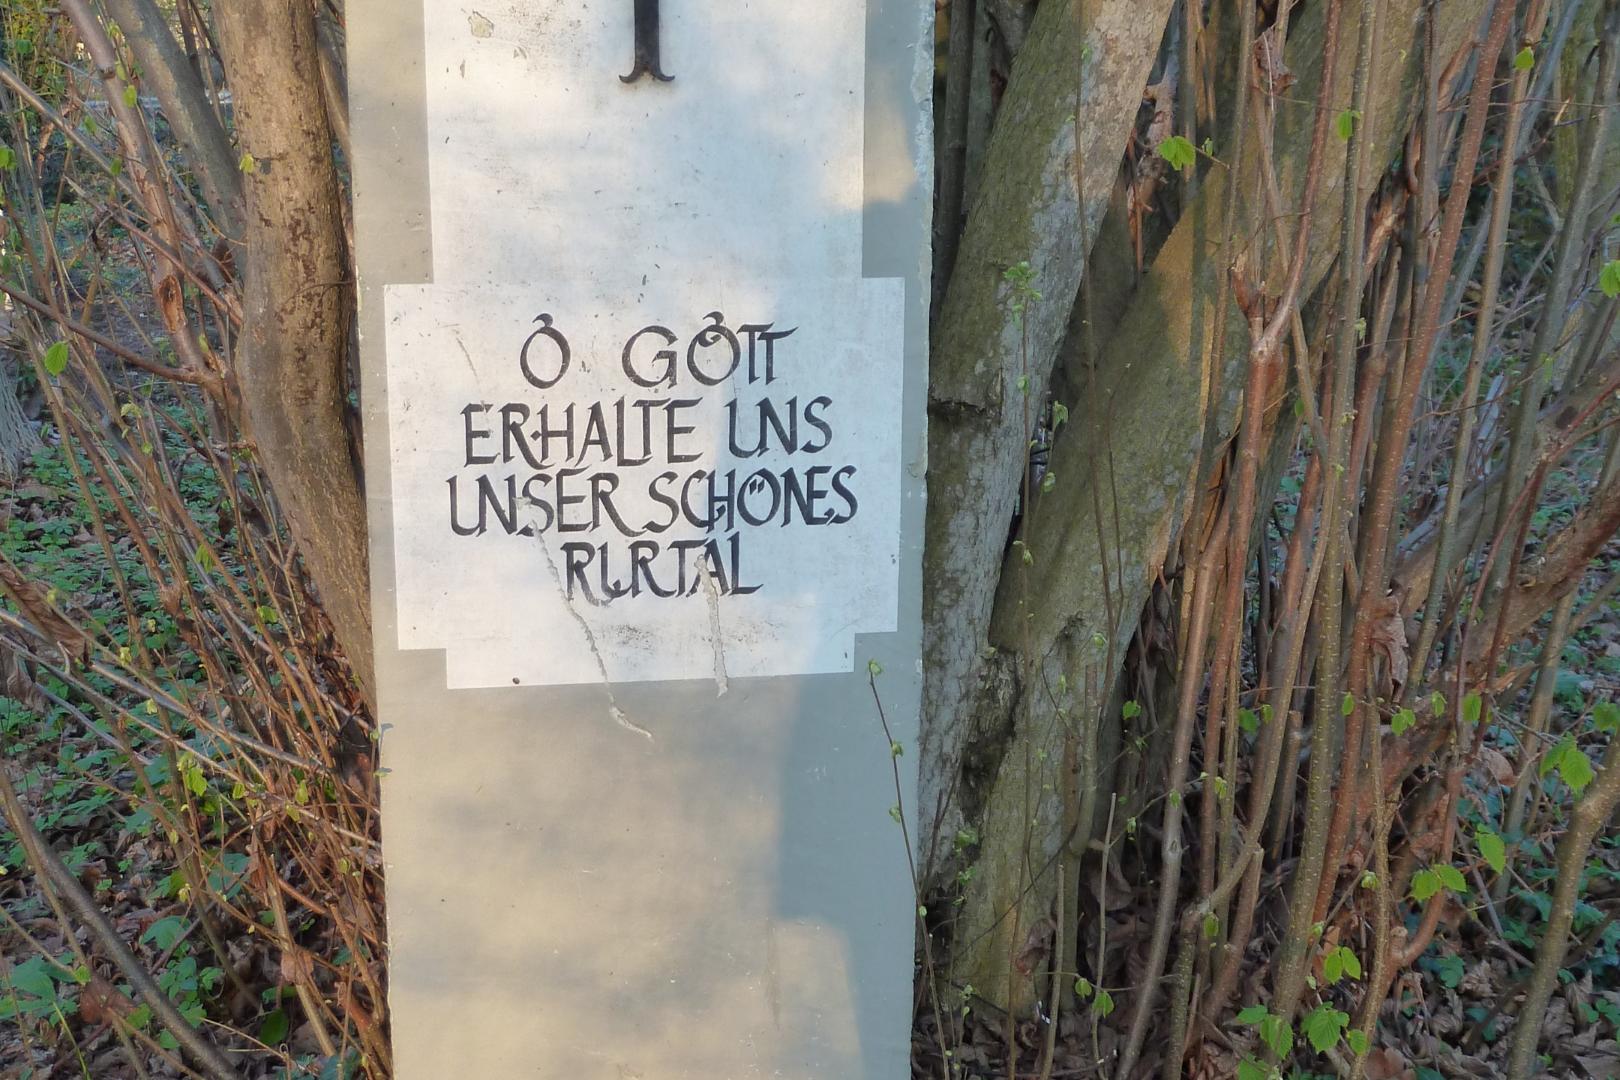 O GOTT
ERHALTE UNS
UNSER SCHÖNES
RURTAL